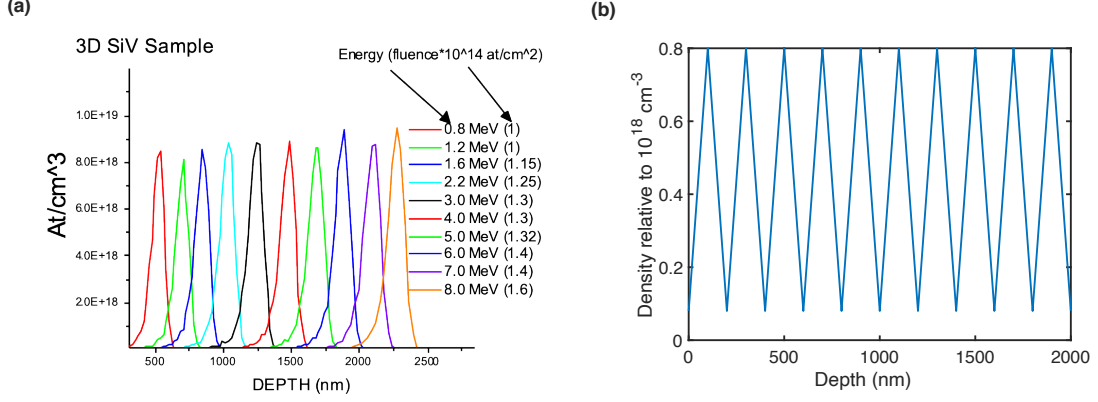 (a)
3D SiV Sample
Energy (fluence*10^14 at/cm^2)
At/cm^3
1.0E+19
8.0E+18
6.0E+18
4.0E+18
2.0E+18
0.8 MeV (1)
1.2 MeV (1)
1.6 MeV (1.15)
2.2 MeV (1.25)
3.0 MeV (1.3)
4.0 MeV (1.3)
5.0 MeV (1.32)
6.0 MeV (1.4)
7.0 MeV (1.4)
8.0 MeV (1.6)
500 1000 1500 2000 2500
DEPTH (nm)
(b)
Density relative to 10^18 cm^-3
0.8
0.6
0.4
0.2
0
0 500 1000 1500 2000
Depth (nm)